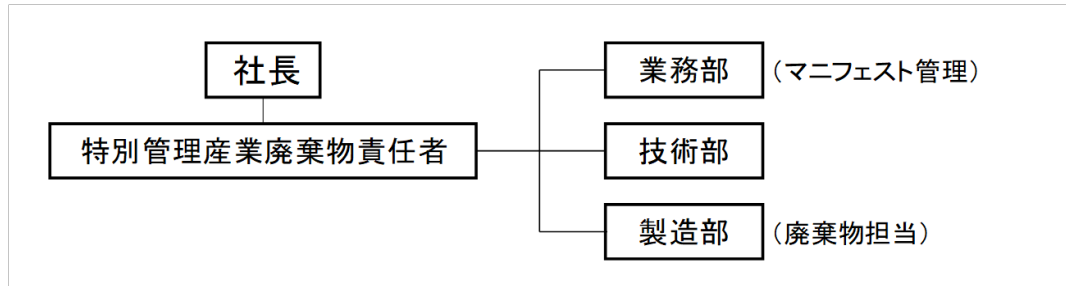 社長
特別管理産業廃棄物責任者
業務部 (マニフェスト管理)
技術部
製造部 (廃棄物担当)